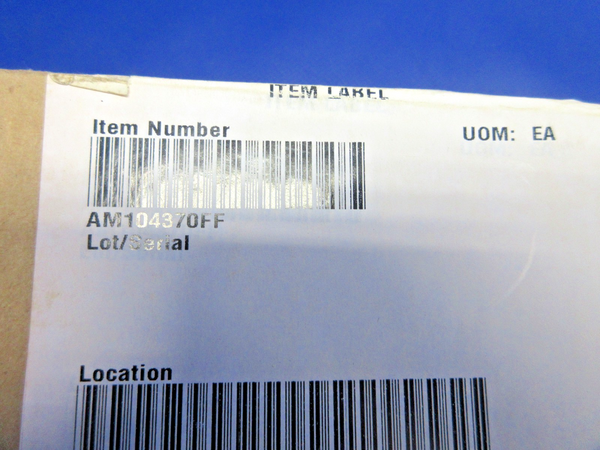 ITEM LABEL
Item Number
UOM: EA
AM104370FF
Lot/Serial
Location